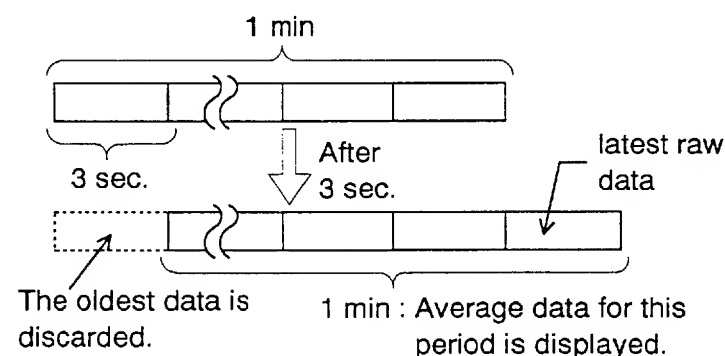 1 min
3 sec.
After
3 sec.
latest raw
data
The oldest data is
discarded.
1 min : Average data for this
period is displayed.